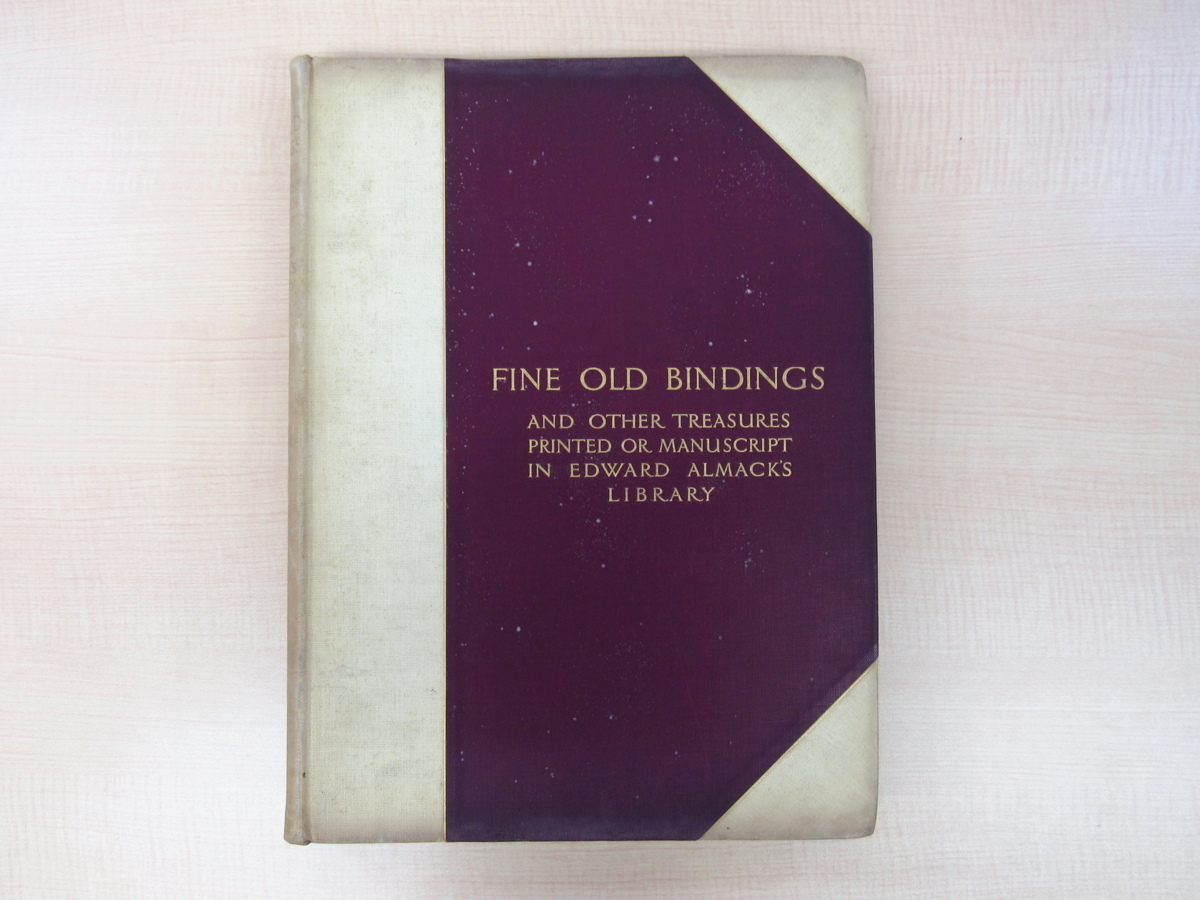 FINE OLD BINDINGS
AND OTHER TREASURES
PRINTED OR MANUSCRIPT
IN EDWARD ALMACK'S
LIBRARY